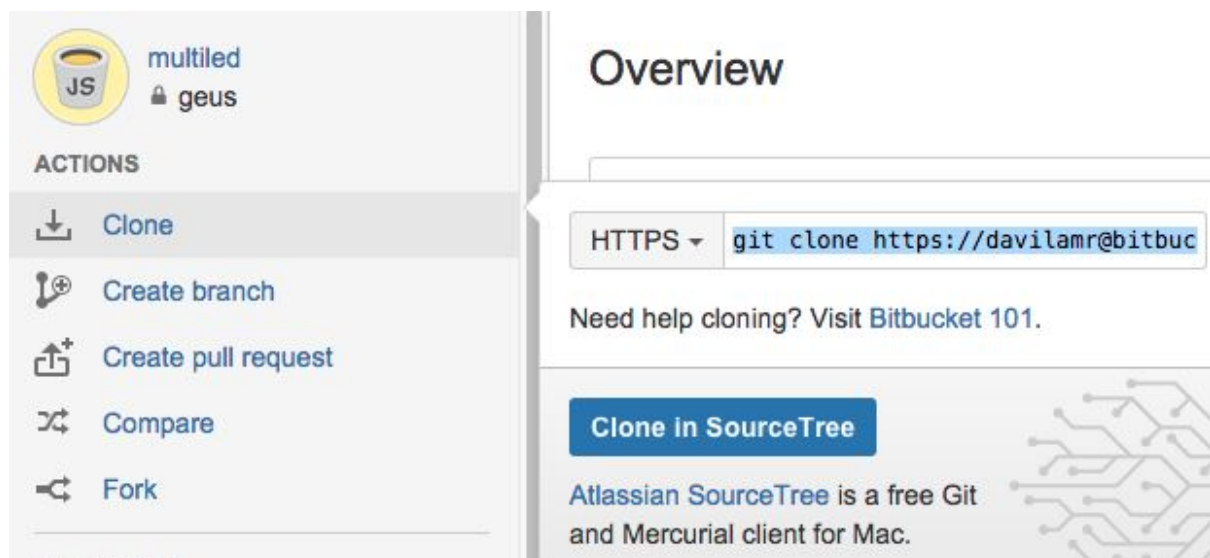 JS
multiled
geus
ACTIONS
Clone
Create branch
Create pull request
Compare
Fork
Overview
HTTPS
git clone https://davilamr@bitbuc
Need help cloning? Visit Bitbucket 101.
Clone in SourceTree
Atlassian SourceTree is a free Git
and Mercurial client for Mac.